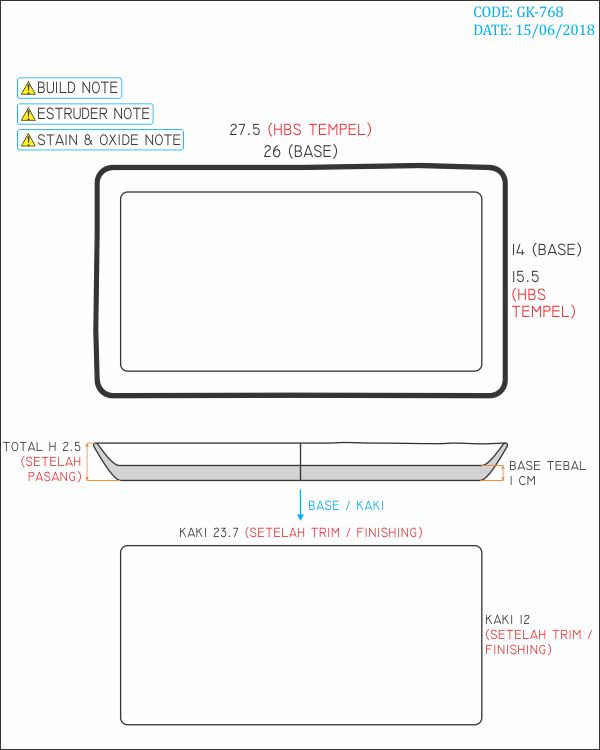 CODE: GK-768
DATE: 15/06/2018
BUILD NOTE
ESTRUDER NOTE
STAIN & OXIDE NOTE
27.5 (HBS TEMPEL)
26 (BASE)
14 (BASE)
15.5
(HBS
TEMPEL)
TOTAL H 2.5
(SETELAH
PASANG)
BASE TEBAL
1 CM
BASE / KAKI
KAKI 23.7 (SETELAH TRIM / FINISHING)
KAKI 12
(SETELAH TRIM /
FINISHING)